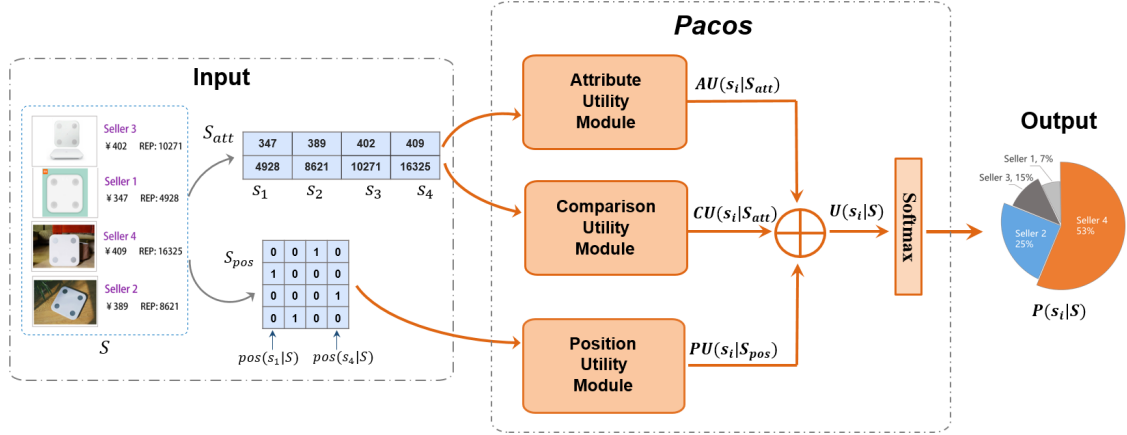 Input
Seller 3
¥ 402 REP: 10271
Seller 1
¥ 347 REP: 4928
Seller 4
¥ 409 REP: 16325
Seller 2
¥ 389 REP: 8621
S
S_att
347 389 402 409
4928 8621 10271 16325
s_1 s_2 s_3 s_4
S_pos
0 0 1 0
1 0 0 0
0 0 0 1
0 1 0 0
pos(s_1|S) pos(s_4|S)
Pacos
Attribute
Utility
Module
AU(s_i|S_att)
Comparison
Utility
Module
CU(s_i|S_att)
Position
Utility
Module
PU(s_i|S_pos)
U(s_i|S)
Softmax
Output
Seller 1, 7%
Seller 3, 15%
Seller 4
53%
Seller 2
25%
P(s_i|S)